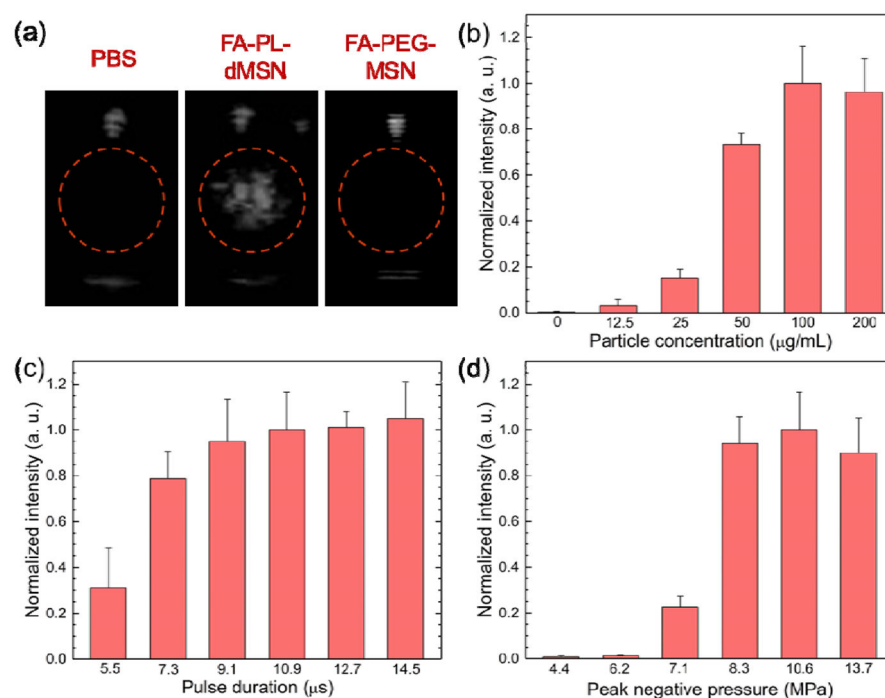 (a)
PBS
FA-PL-
dMSN
FA-PEG-
MSN
(b)
Normalized intensity (a. u.)
1.2
1.0
0.8
0.6
0.4
0.2
0.0
0 12.5 25 50 100 200
Particle concentration (μg/mL)
(c)
Normalized intensity (a. u.)
1.2
1.0
0.8
0.6
0.4
0.2
0.0
5.5 7.3 9.1 10.9 12.7 14.5
Pulse duration (μs)
(d)
Normalized intensity (a. u.)
1.2
1.0
0.8
0.6
0.4
0.2
0.0
4.4 6.2 7.1 8.3 10.6 13.7
Peak negative pressure (MPa)